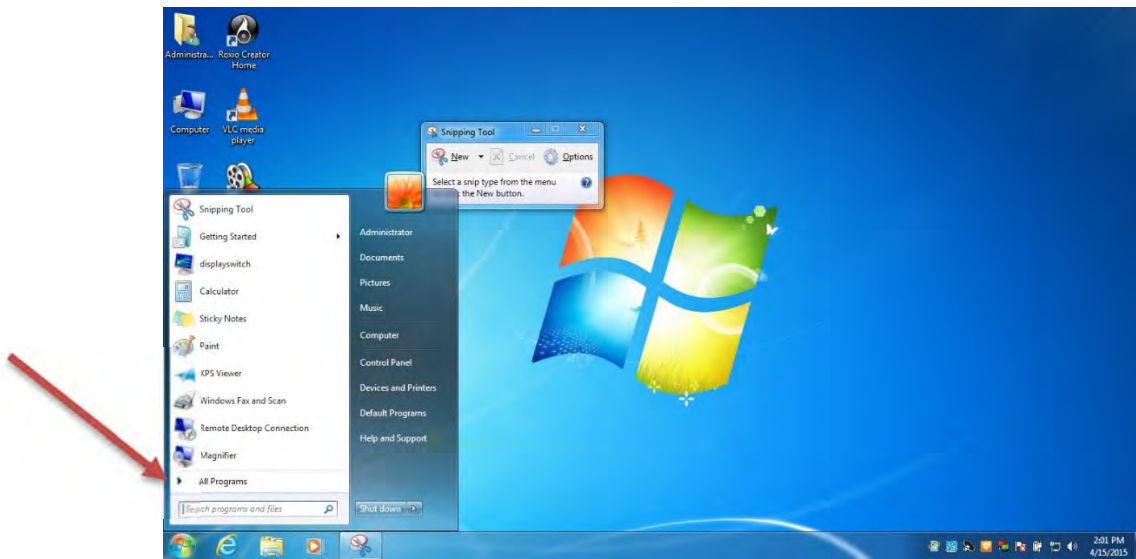 Administra...
Roxio Creator
Home
Computer
VLC media
player
Snipping Tool
New
Cancel
Options
Select a snip type from the menu
the New button.
Snipping Tool
Getting Started
displayswitch
Calculator
Sticky Notes
Paint
XPS Viewer
Windows Fax and Scan
Remote Desktop Connection
Magnifier
All Programs
Search programs and files
Administrator
Documents
Pictures
Music
Computer
Control Panel
Devices and Printers
Default Programs
Help and Support
Shut down
2:01 PM
4/15/2015